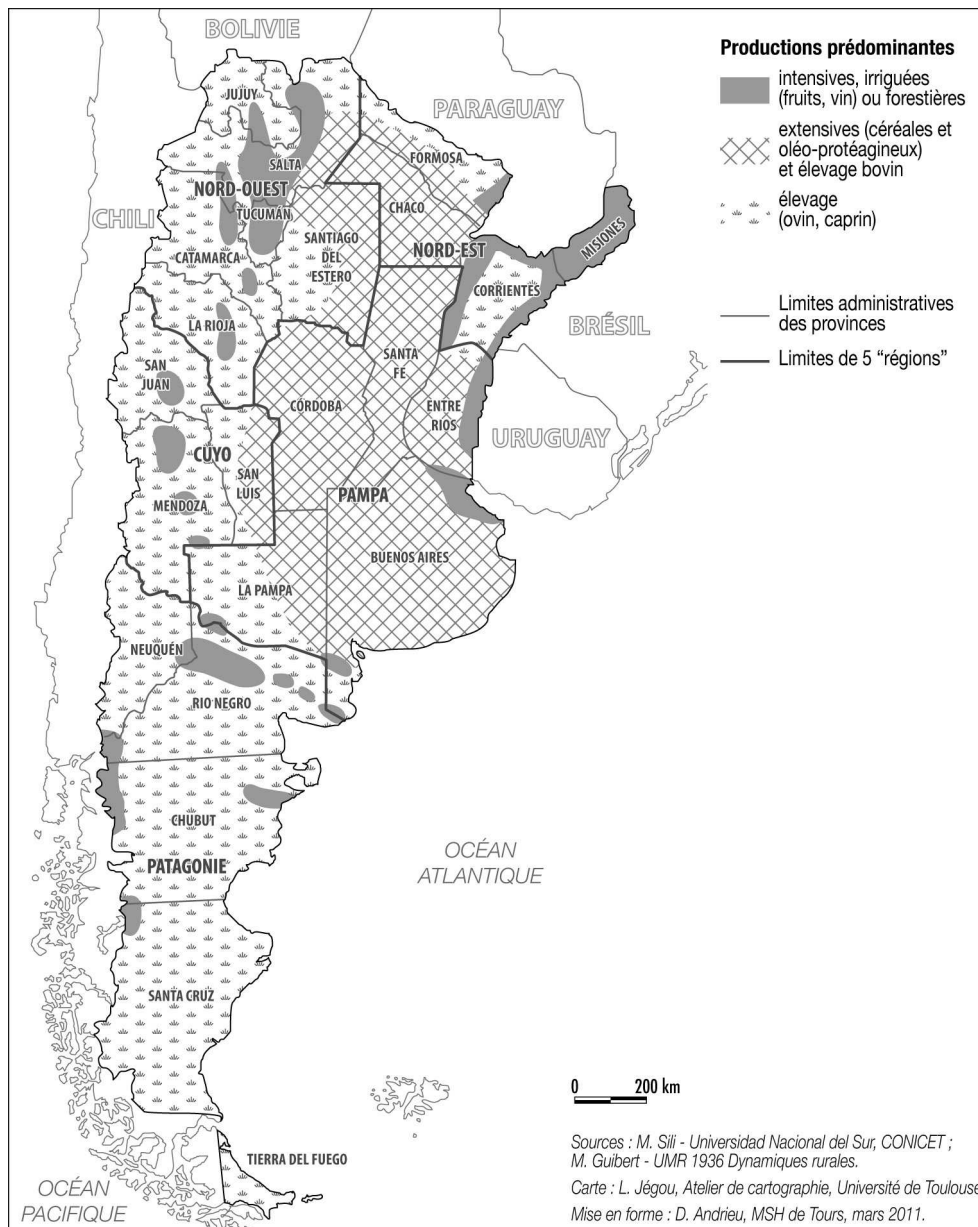 BOLIVIE
PARAGUAY
CHILI
BRÉSIL
URUGUAY
JUJUY
SALTA
FORMOSA
NORD-OUEST
CHACO
TUCUMÁN
MISIONES
SANTIAGO
DEL
ESTERO
NORD-EST
CATAMARCA
CORRIENTES
LA RIOJA
SANTA
FÉ
SAN
JUAN
CÓRDOBA
ENTRE
RIOS
CUYO
SAN
LUIS
PAMPA
MENDOZA
BUENOS AIRES
LA PAMPA
NEUQUÉN
RIO NEGRO
CHUBUT
PATAGONIE
SANTA CRUZ
TIERRA DEL FUEGO
OCÉAN
ATLANTIQUE
OCÉAN
PACIFIQUE
Productions prédominantes
intensives, irriguées
(fruits, vin) ou forestières
extensives (céréales et
oléo-protéagineux)
et élevage bovin
élevage
(ovin, caprin)
Limites administratives
des provinces
Limites de 5 “régions”
0 200 km
Sources : M. Sili - Universidad Nacional del Sur, CONICET ;
M. Guibert - UMR 1936 Dynamiques rurales.
Carte : L. Jégou, Atelier de cartographie, Université de Toulouse
Mise en forme : D. Andrieu, MSH de Tours, mars 2011.